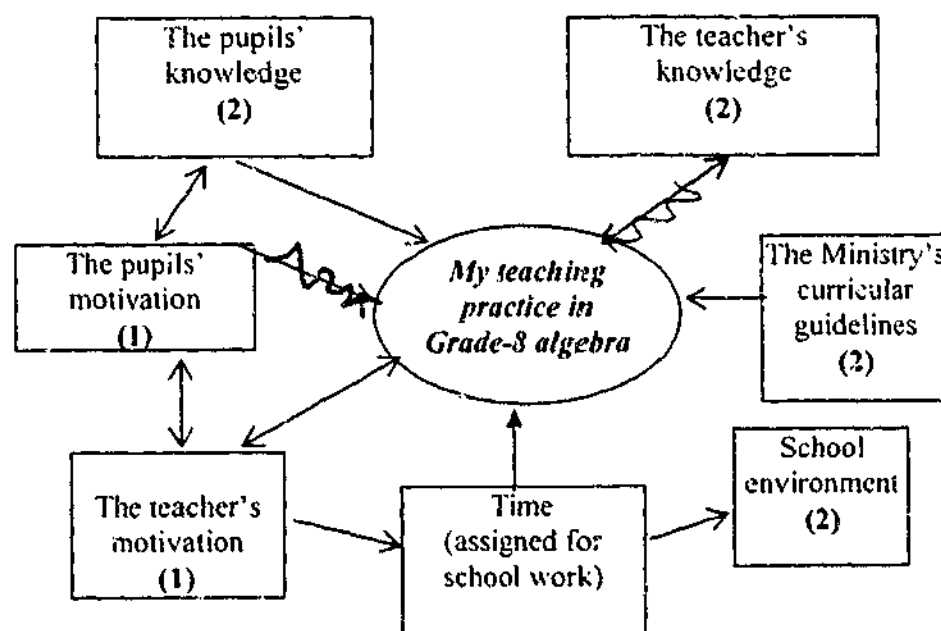 The pupils'
knowledge
(2)
The teacher's
knowledge
(2)
The pupils'
motivation
(1)
My teaching
practice in
Grade-8 algebra
The Ministry's
curricular
guidelines
(2)
The teacher's
motivation
(1)
Time
(assigned for
school work)
School
environment
(2)